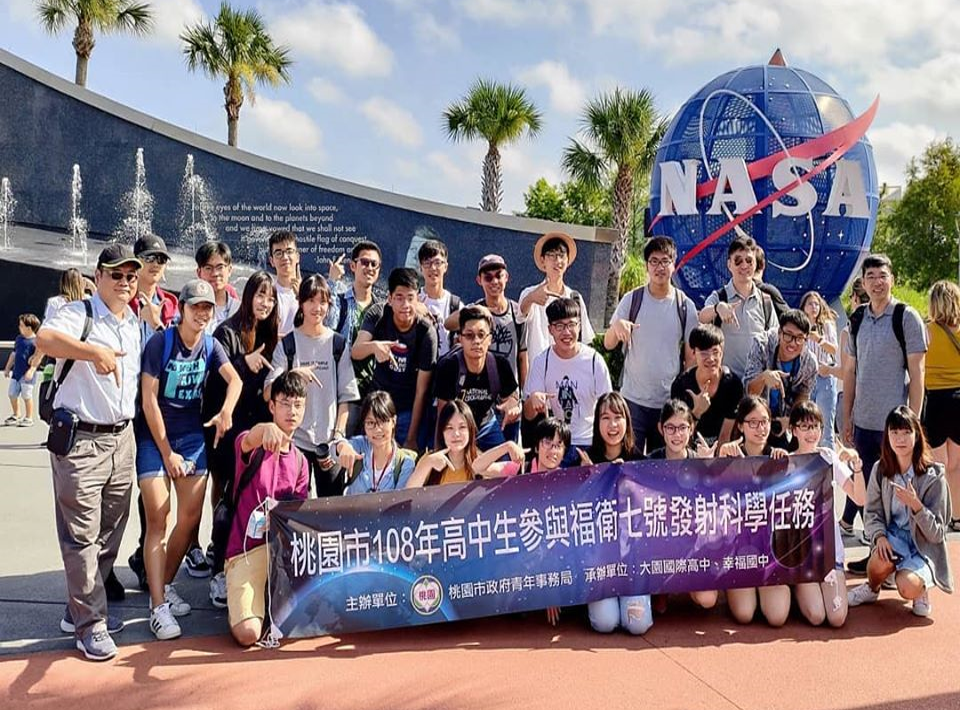 he eyes of the world now look into space,
to the moon and to the planets beyond
and we vowed that we shall not see
hostile flag of conquest
ner of freedom
NASA
桃園市108年高中生參與福衛七號發射科學任務
主辦單位：桃園 桃園市政府青年事務局 承辦單位：大園國際高中、幸福國中